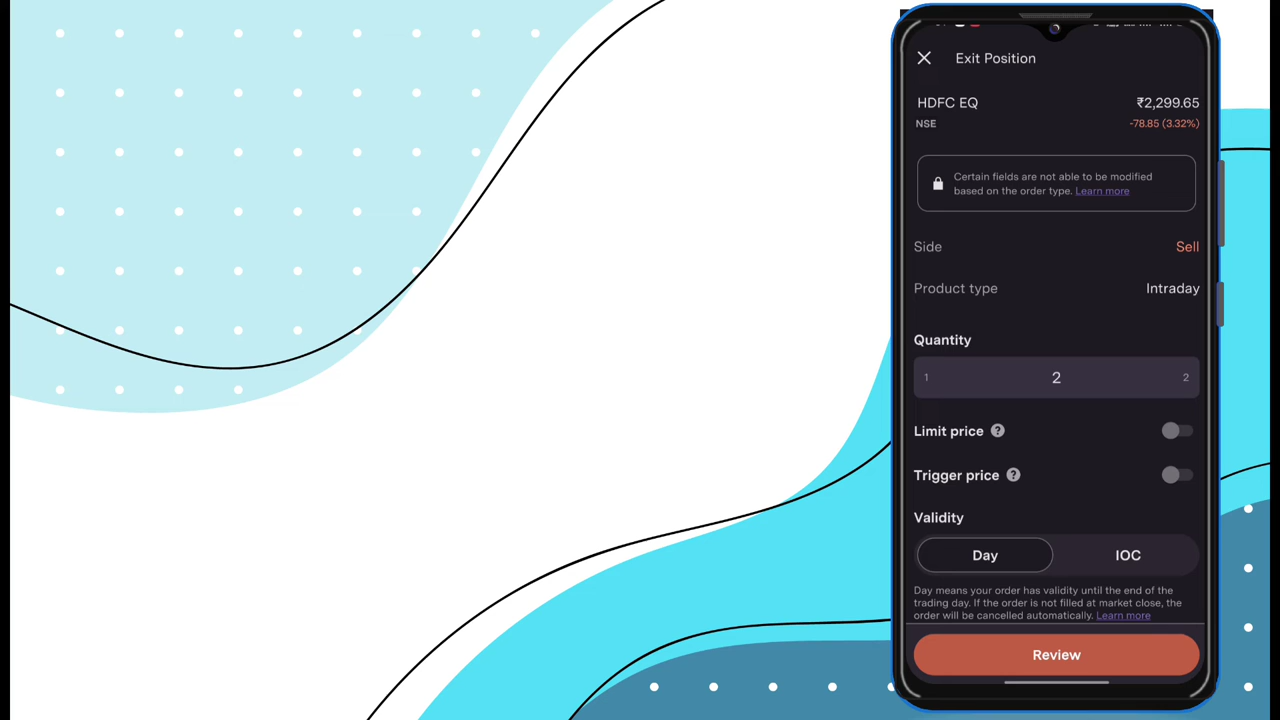 Exit Position
HDFC EQ
₹2,299.65
NSE
-78.85 (3.32%)
Certain fields are not able to be modified
based on the order type. Learn more
Side
Sell
Product type
Intraday
Quantity
1
2
2
Limit price ?
Trigger price ?
Validity
Day
IOC
Day means your order has validity until the end of the
trading day. If the order is not filled at market close, the
order will be cancelled automatically. Learn more
Review